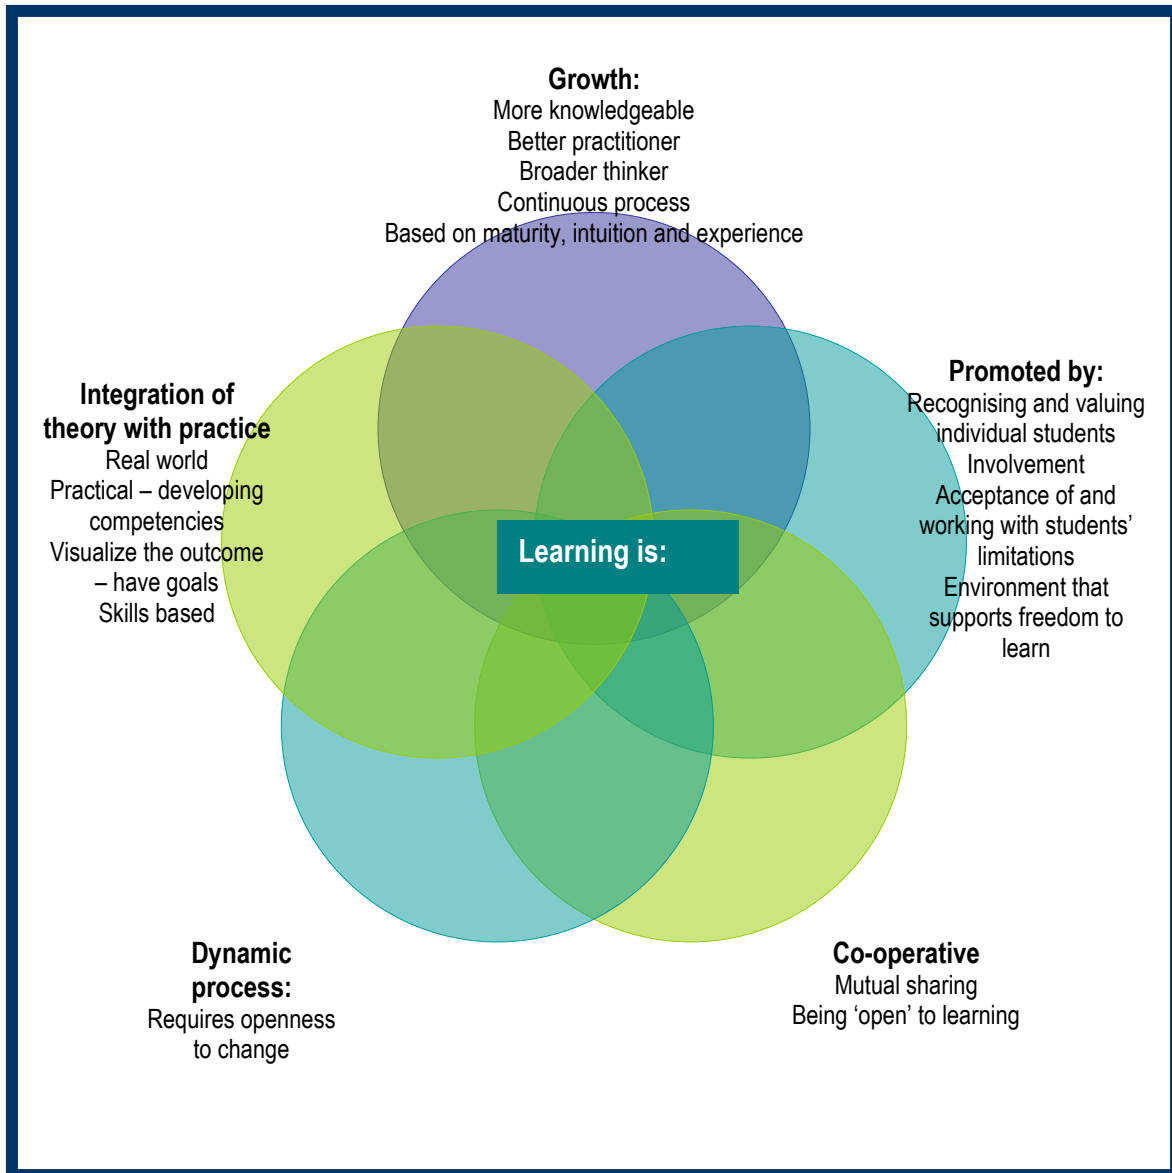 Growth:
More knowledgeable
Better practitioner
Broader thinker
Continuous process
Based on maturity, intuition and experience
Integration of
theory with practice
Real world
Practical – developing
competencies
Visualize the outcome
– have goals
Skills based
Promoted by:
Recognising and valuing
individual students
Involvement
Acceptance of and
working with students’
limitations
Environment that
supports freedom to
learn
Learning is:
Dynamic
process:
Requires openness
to change
Co-operative
Mutual sharing
Being ‘open’ to learning